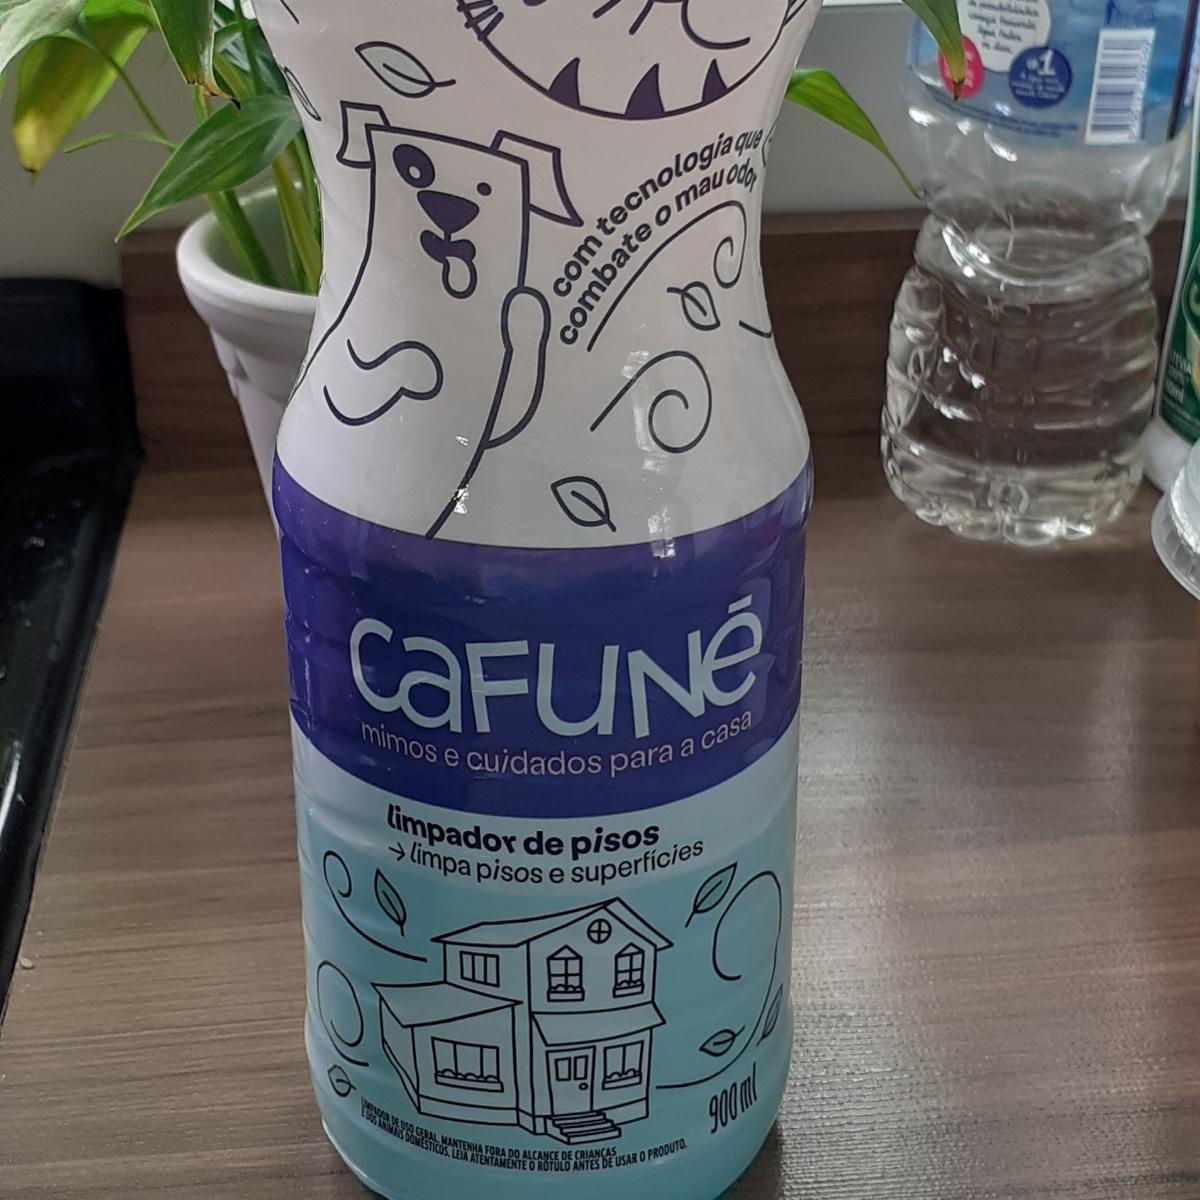 com tecnologia que
combate o mau odor
cafunē
mimos e cuidados para a casa
limpador de pisos
→ limpa pisos e superfícies
900 ml
LIMPADOR DE USO GERAL. MANTENHA FORA DO ALCANCE DE CRIANÇAS
E DOS ANIMAIS DOMÉSTICOS. LEIA ATENTAMENTE O RÓTULO ANTES DE USAR O PRODUTO.
#1